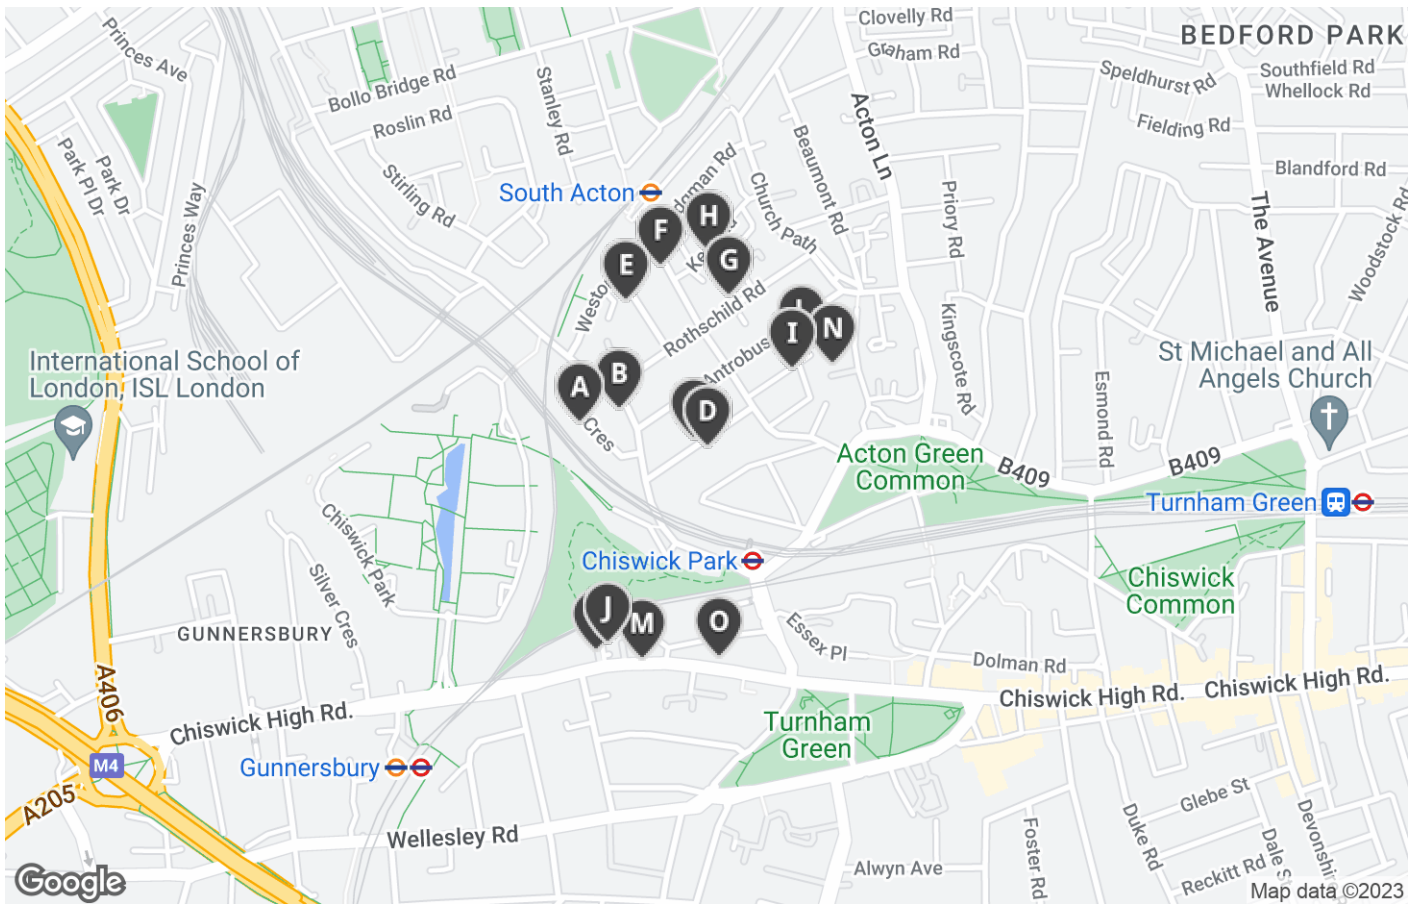 Princes Ave
Clovelly Rd
BEDFORD PARK
Graham Rd
Speldhurst Rd
Southfield Rd
Whellock Rd
Bollo Bridge Rd
Stanley Rd
Acton Ln
Roslin Rd
Beaumont Rd
Fielding Rd
Park Pl Dr
Park Dr
Blandford Rd
Stirling Rd
South Acton
Church Path
Priory Rd
The Avenue
Woodstock Rd
Princes Way
H
F
G
E
Rothschild Rd
Kingscote Rd
I
N
International School of
London, ISL London
Antrobus
St Michael and All
Angels Church
A
B
D
Cres
Esmond Rd
Acton Green
Common
B409
B409
Turnham Green
Chiswick Park
Chiswick Park
Silver Cres
Chiswick
Common
J
M
O
GUNNERSBURY
Essex Pl
Dolman Rd
A406
Chiswick High Rd.
Chiswick High Rd.
Chiswick High Rd.
Turnham
Green
M4
Gunnersbury
A205
Glebe St
Wellesley Rd
Foster Rd
Duke Rd
Dale S
Devonshir
Alwyn Ave
Reckitt Rd
Google
Map data ©2023